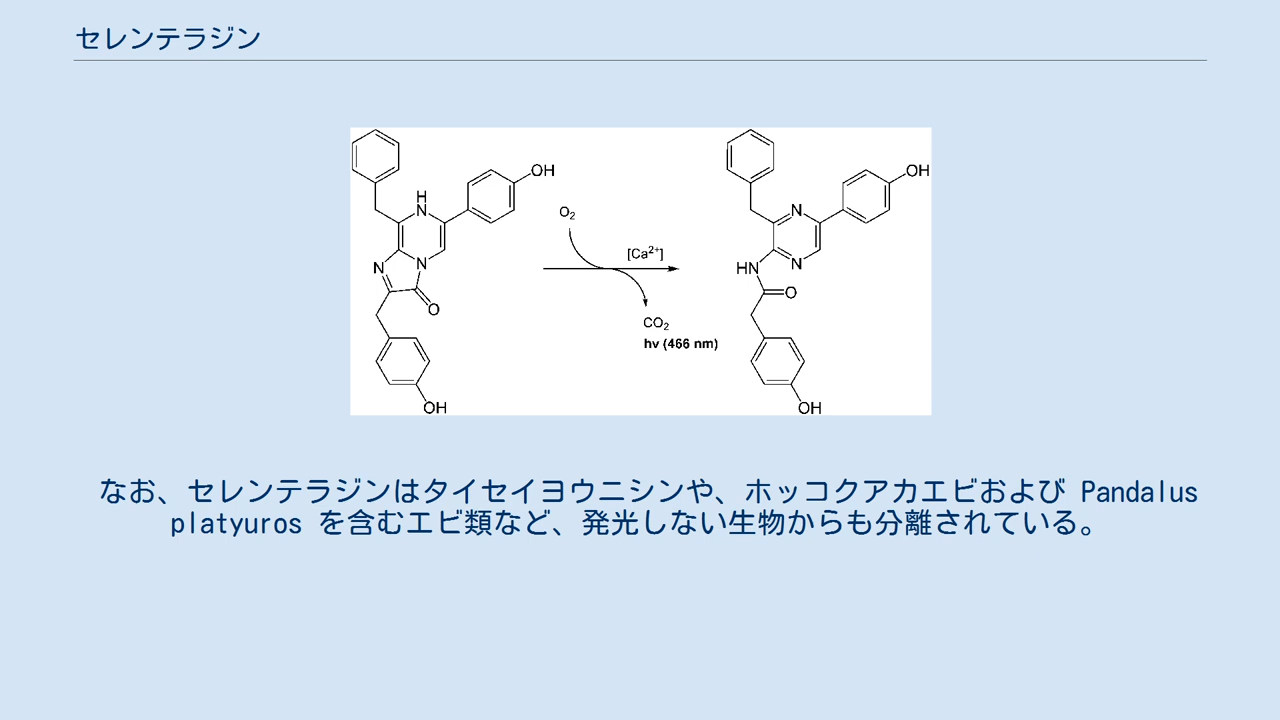 セレンテラジン
OH
H
N
O₂
[Ca²⁺]
N
N
O
CO₂
hv (466 nm)
OH
OH
N
N
HN
O
OH
なお、セレンテラジンはタイセイヨウニシンや、ホッコクアカエビおよび Pandalus
platyuros を含むエビ類など、発光しない生物からも分離されている。